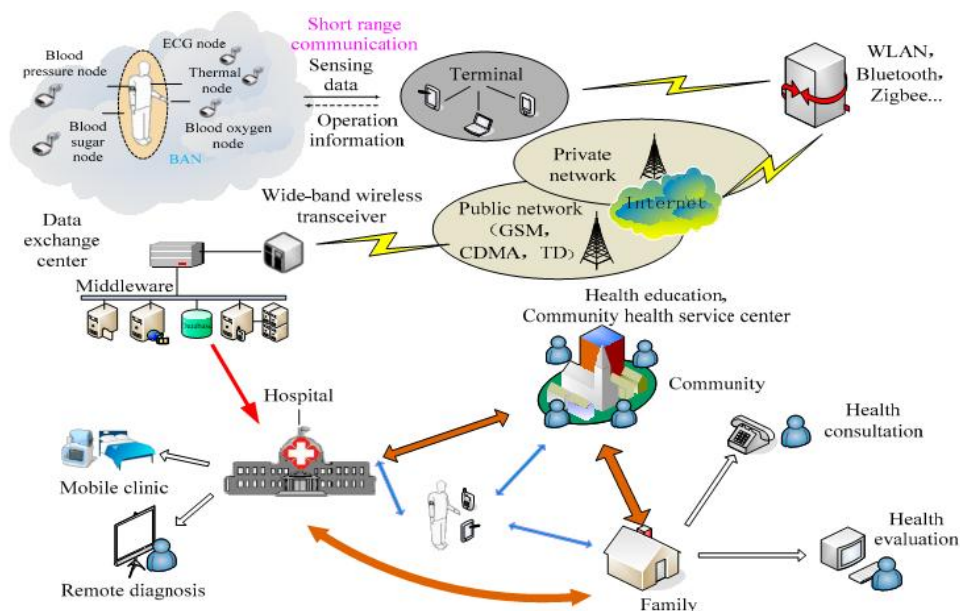 Blood
pressure node
ECG node
Thermal
node
Blood
sugar
node
Blood oxygen
node
BAN
Short range
communication
Sensing
data
Operation
information
Terminal
WLAN,
Bluetooth,
Zigbee...
Private
network
Internet
Public network
(GSM,
CDMA, TD)
Wide-band wireless
transceiver
Data
exchange
center
Middleware
Database
Health education,
Community health service center
Community
Hospital
Mobile clinic
Remote diagnosis
Health
consultation
Health
evaluation
Family